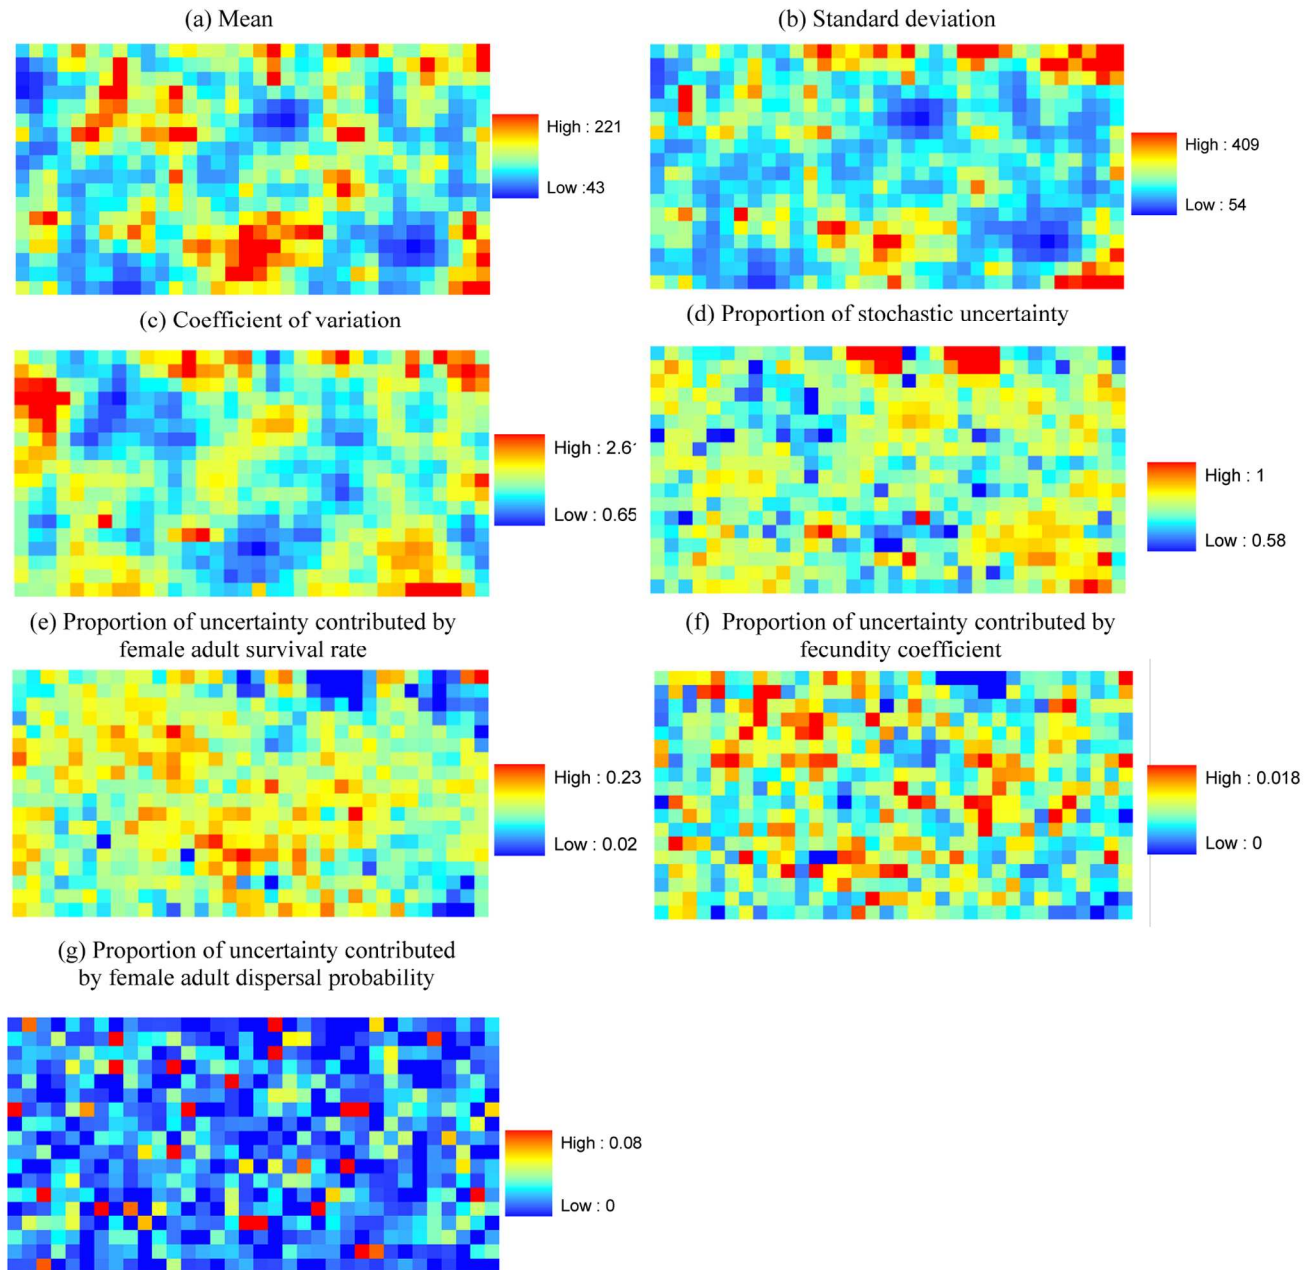 (a) Mean
(b) Standard deviation
High : 221
Low :43
High : 409
Low : 54
(c) Coefficient of variation
(d) Proportion of stochastic uncertainty
High : 2.6
Low : 0.65
High : 1
Low : 0.58
(e) Proportion of uncertainty contributed by
female adult survival rate
(f) Proportion of uncertainty contributed by
fecundity coefficient
High : 0.23
Low : 0.02
High : 0.018
Low : 0
(g) Proportion of uncertainty contributed
by female adult dispersal probability
High : 0.08
Low : 0